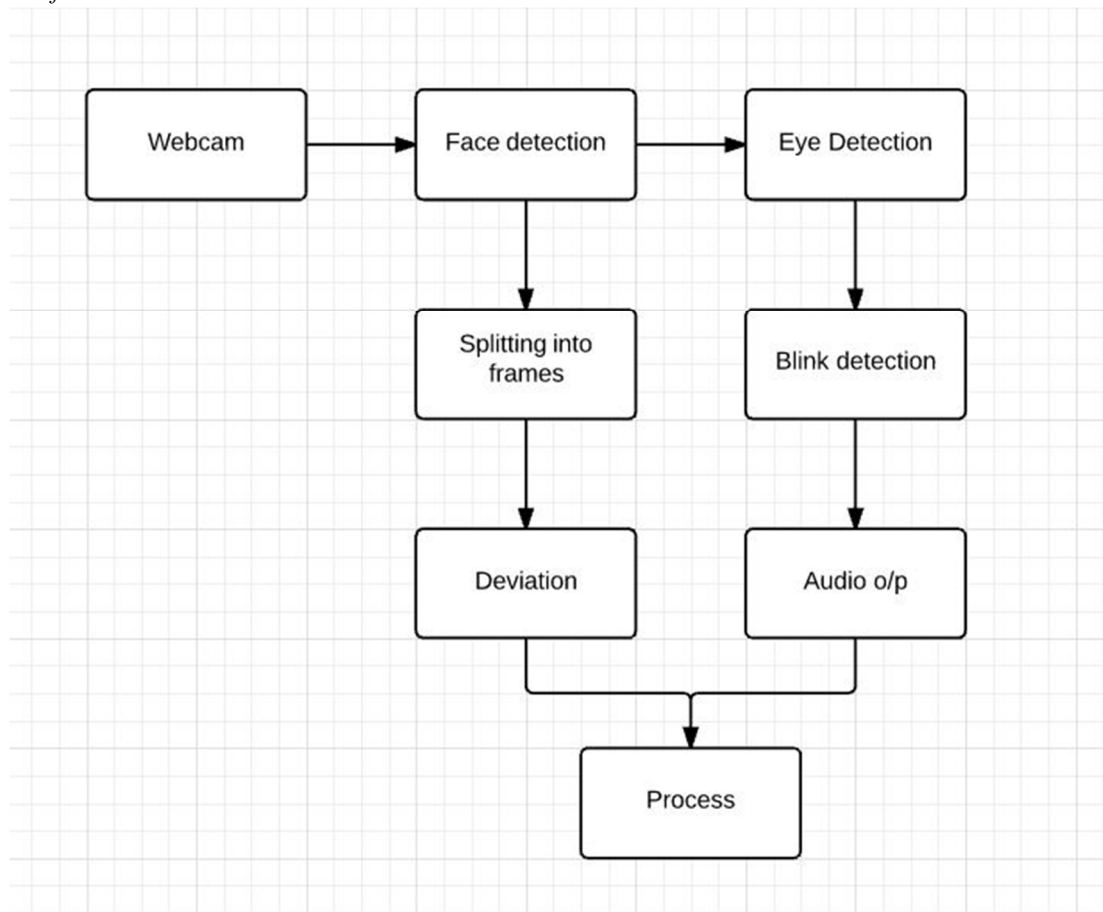 Webcam
Face detection
Eye Detection
Splitting into
frames
Blink detection
Deviation
Audio o/p
Process